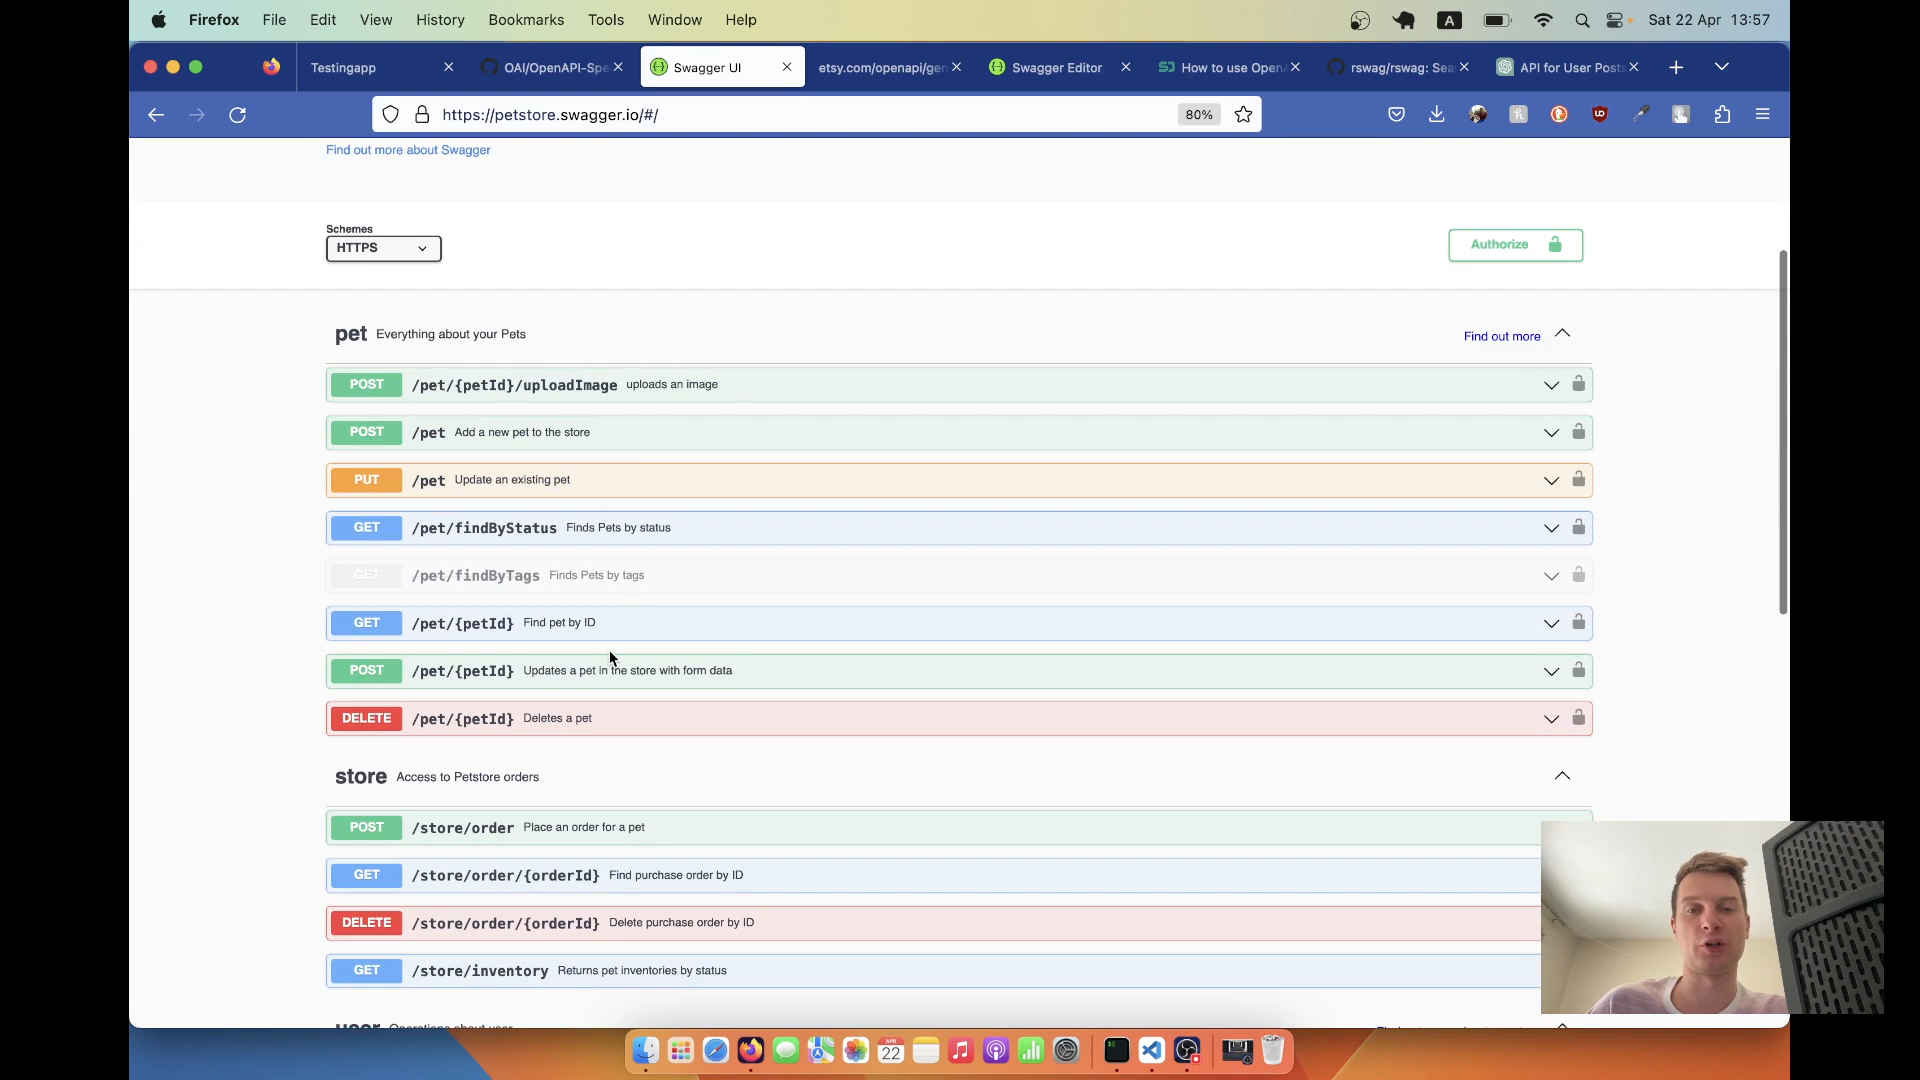 Firefox File Edit View History Bookmarks Tools Window Help A Sat 22 Apr 13:57
Testingapp OAI/OpenAPI-Spe Swagger UI etsy.com/openapi/gen Swagger Editor How to use OpenA rswag/rswag: Sea API for User Posts
https://petstore.swagger.io/#/ 80%
Find out more about Swagger
Schemes
HTTPS
Authorize
pet Everything about your Pets Find out more
POST /pet/{petId}/uploadImage uploads an image
POST /pet Add a new pet to the store
PUT /pet Update an existing pet
GET /pet/findByStatus Finds Pets by status
GET /pet/findByTags Finds Pets by tags
GET /pet/{petId} Find pet by ID
POST /pet/{petId} Updates a pet in the store with form data
DELETE /pet/{petId} Deletes a pet
store Access to Petstore orders
POST /store/order Place an order for a pet
GET /store/order/{orderId} Find purchase order by ID
DELETE /store/order/{orderId} Delete purchase order by ID
GET /store/inventory Returns pet inventories by status
user Operations about user
APR
22